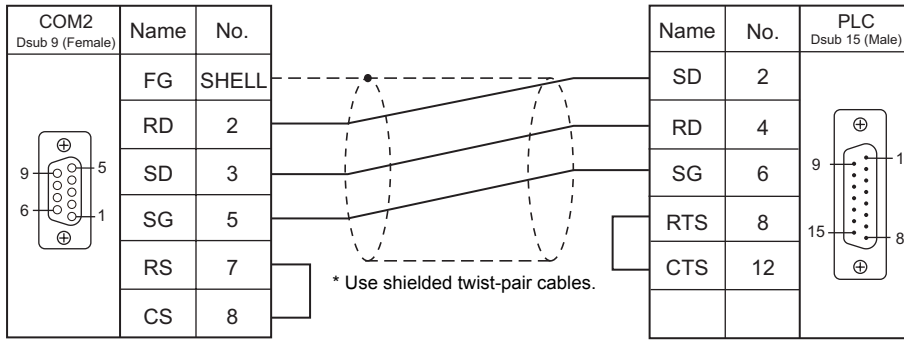 COM2
Dsub 9 (Female)
Name No.
FG SHELL
RD 2
SD 3
SG 5
RS 7
CS 8
9 5
6 1
* Use shielded twist-pair cables.
Name No.
PLC
Dsub 15 (Male)
SD 2
RD 4
SG 6
RTS 8
CTS 12
9 1
15 8